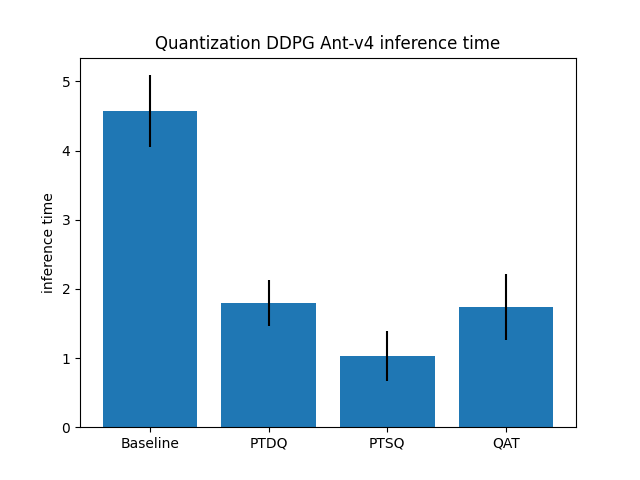 Quantization DDPG Ant-v4 inference time
inference time
5
4
3
2
1
0
Baseline PTDQ PTSQ QAT